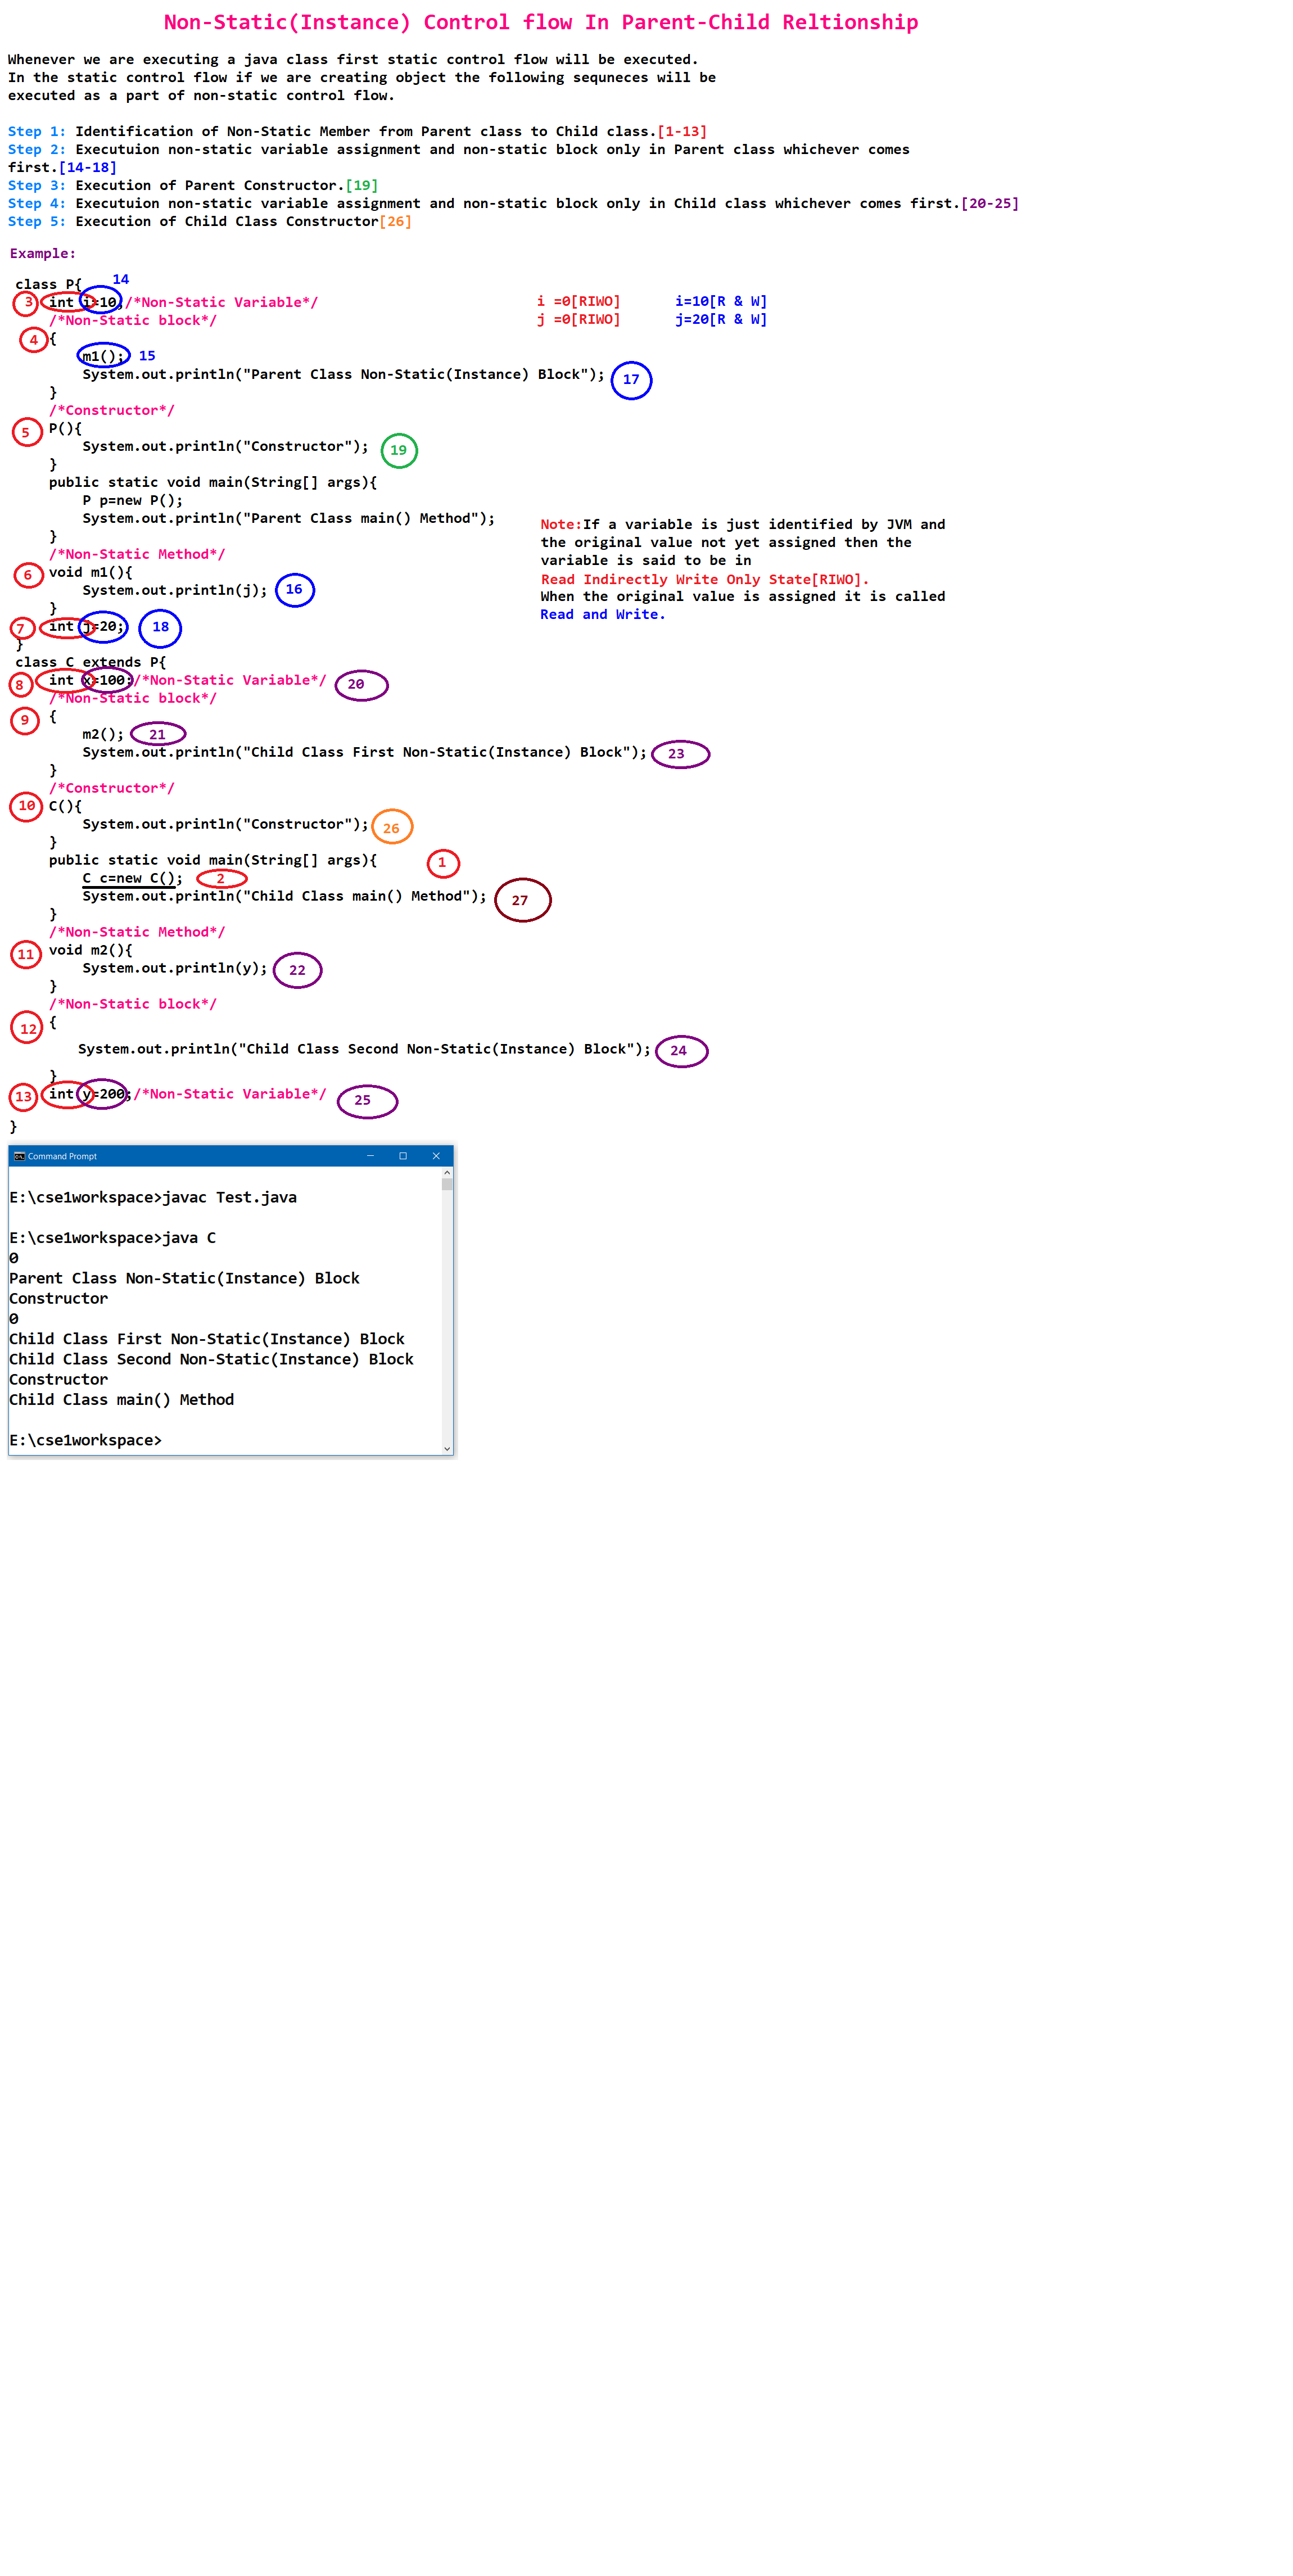 Non-Static(Instance) Control flow In Parent-Child Reltionship
Whenever we are executing a java class first static control flow will be executed.
In the static control flow if we are creating object the following sequneces will be
executed as a part of non-static control flow.
Step 1: Identification of Non-Static Member from Parent class to Child class.[1-13]
Step 2: Executuion non-static variable assignment and non-static block only in Parent class whichever comes
first.[14-18]
Step 3: Execution of Parent Constructor.[19]
Step 4: Executuion non-static variable assignment and non-static block only in Child class whichever comes first.[20-25]
Step 5: Execution of Child Class Constructor[26]
Example:
class P{ 14
3 int i=10;/*Non-Static Variable*/ i =0[RIWO] i=10[R & W]
/*Non-Static block*/ j =0[RIWO] j=20[R & W]
4 {
m1(); 15
System.out.println("Parent Class Non-Static(Instance) Block"); 17
}
/*Constructor*/
5 P(){
System.out.println("Constructor"); 19
}
public static void main(String[] args){
P p=new P();
System.out.println("Parent Class main() Method");
}
/*Non-Static Method*/
6 void m1(){
System.out.println(j); 16
}
7 int j=20; 18
}
Note:If a variable is just identified by JVM and
the original value not yet assigned then the
variable is said to be in
Read Indirectly Write Only State[RIWO].
When the original value is assigned it is called
Read and Write.
class C extends P{
8 int x=100;/*Non-Static Variable*/ 20
/*Non-Static block*/
9 {
m2(); 21
System.out.println("Child Class First Non-Static(Instance) Block"); 23
}
/*Constructor*/
10 C(){
System.out.println("Constructor"); 26
}
public static void main(String[] args){ 1
C c=new C(); 2
System.out.println("Child Class main() Method"); 27
}
/*Non-Static Method*/
11 void m2(){
System.out.println(y); 22
}
/*Non-Static block*/
12 {
System.out.println("Child Class Second Non-Static(Instance) Block"); 24
}
13 int y=200;/*Non-Static Variable*/ 25
}
Command Prompt
E:\cse1workspace>javac Test.java
E:\cse1workspace>java C
0
Parent Class Non-Static(Instance) Block
Constructor
0
Child Class First Non-Static(Instance) Block
Child Class Second Non-Static(Instance) Block
Constructor
Child Class main() Method
E:\cse1workspace>